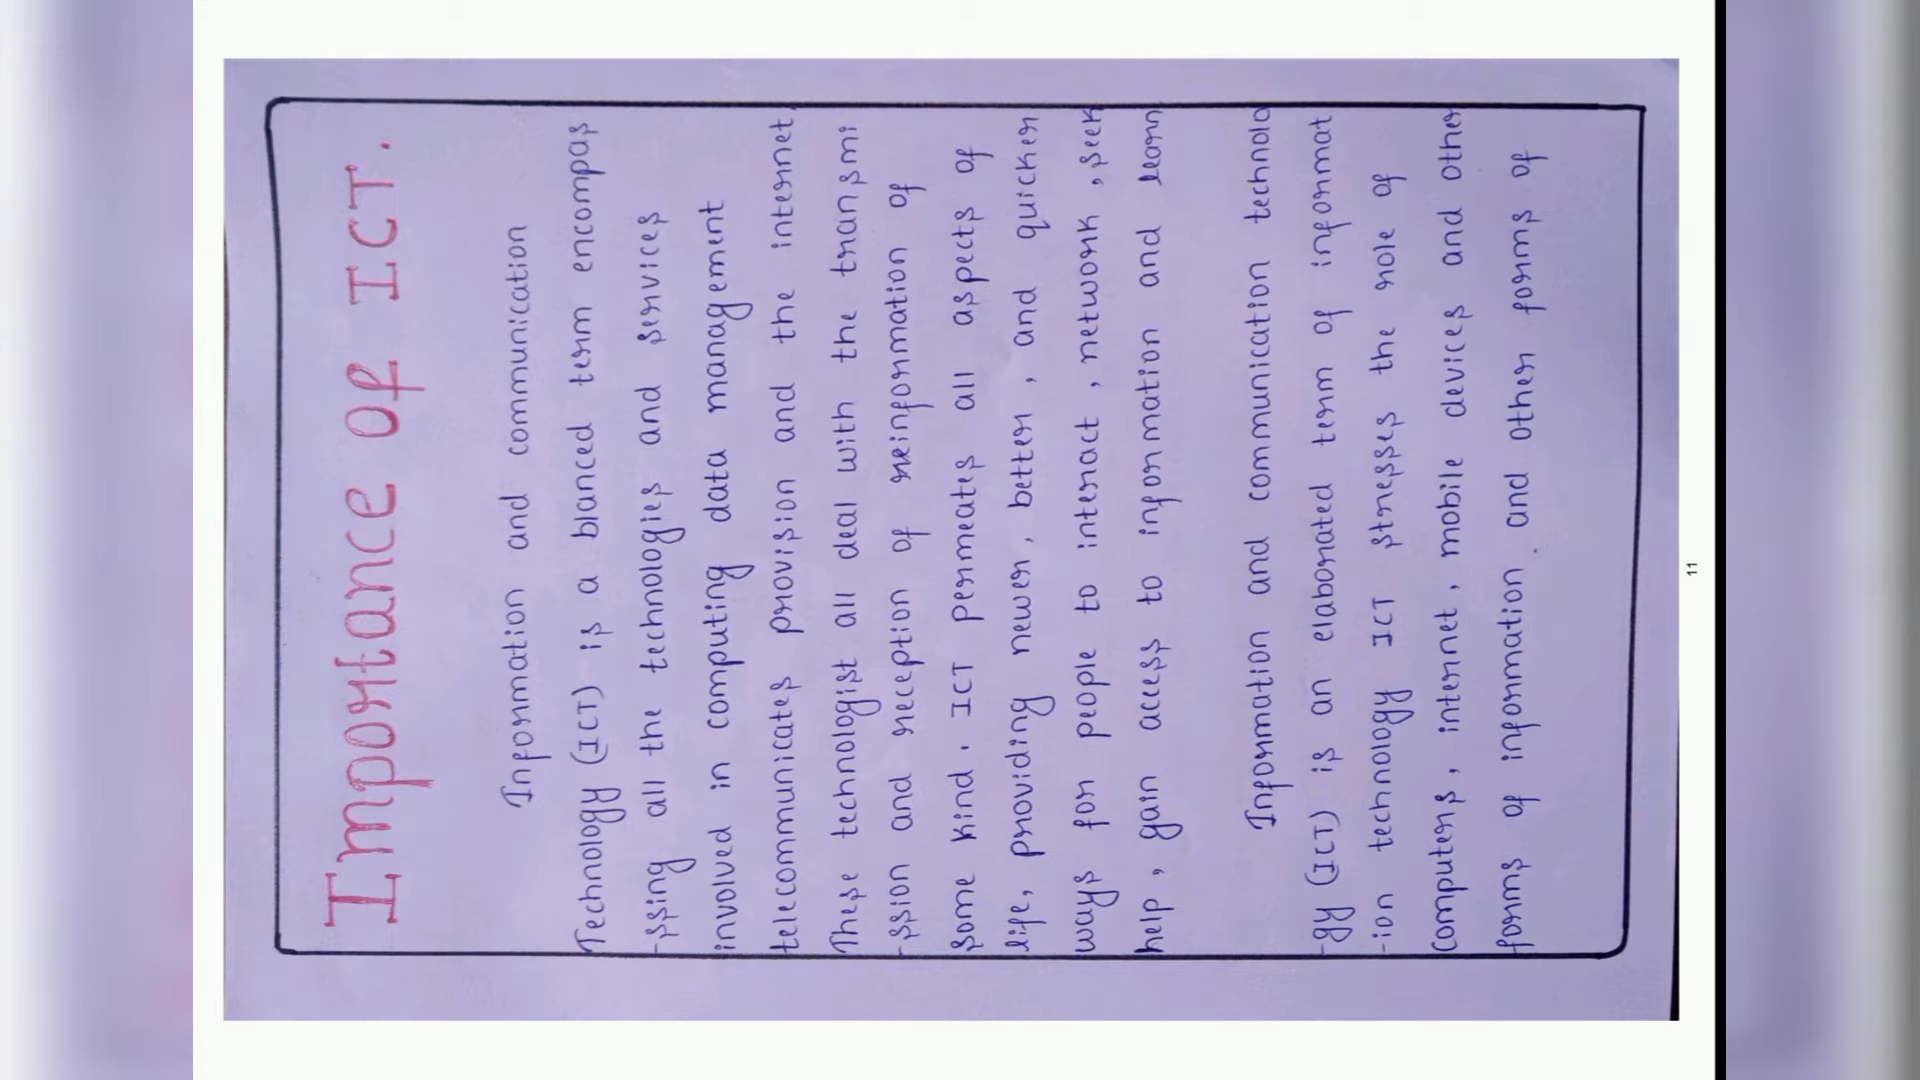 Importance of ICT.
Information and communication
Technology (ICT) is a blanced term encompas
-ssing all the technologies and services
involved in computing data management
telecommunicates provision and the internet,
These technologist all deal with the transmi
-ssion and reception of reinformation of
some kind. ICT permeates all aspects of
life, providing newer, better, and quicker
ways for people to interact, network, seek
help, gain access to information and learn
Information and communication technolo
-gy (ICT) is an elaborated term of informat
-ion technology ICT stresses the role of
Computers, internet, mobile devices and other
forms of information and other forms of
11